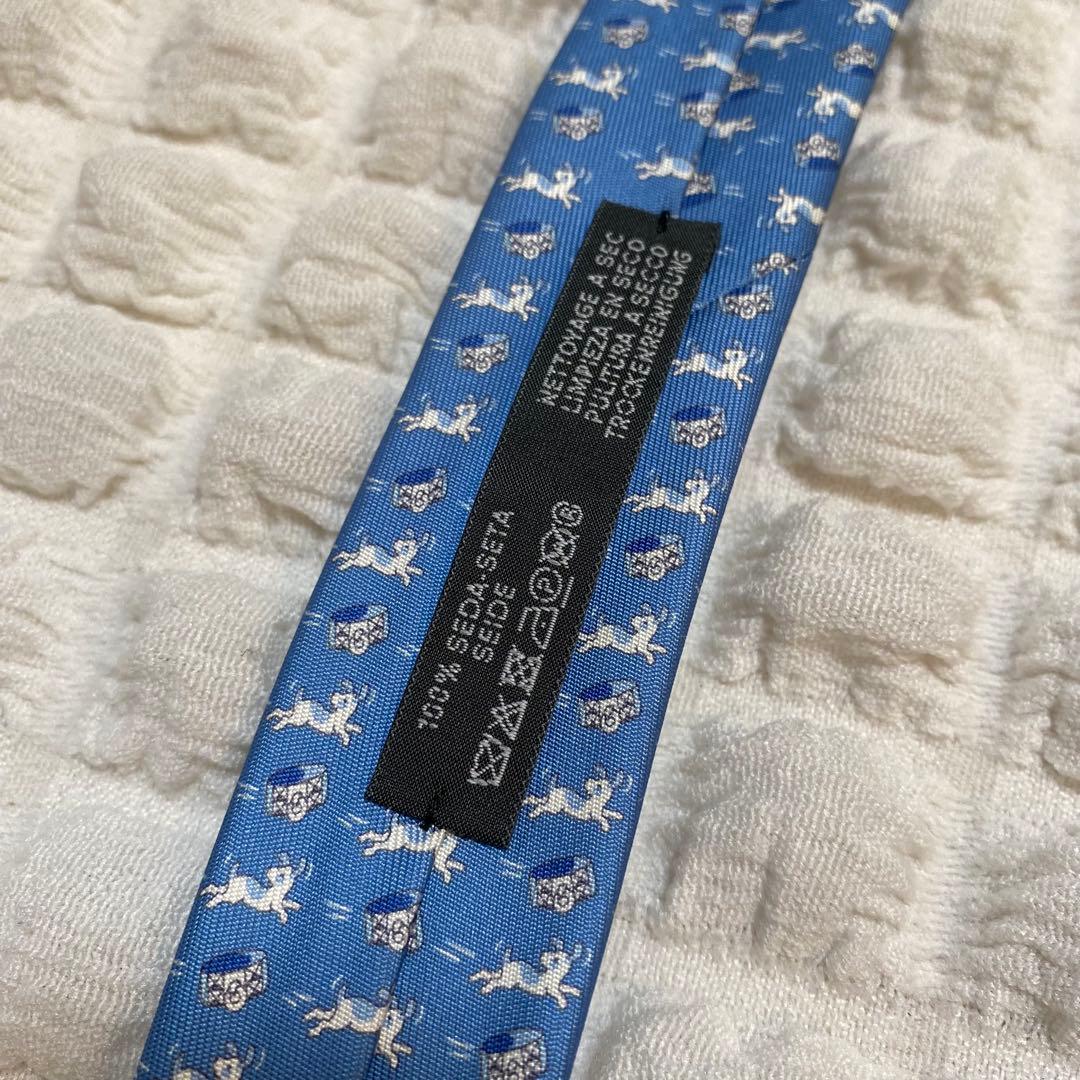 100% SEDA-SETA
SEIDE
NETTOYAGE A SEC
LIMPIEZA EN SECO
PULITURA A SECCO
TROCKENREINIGUNG